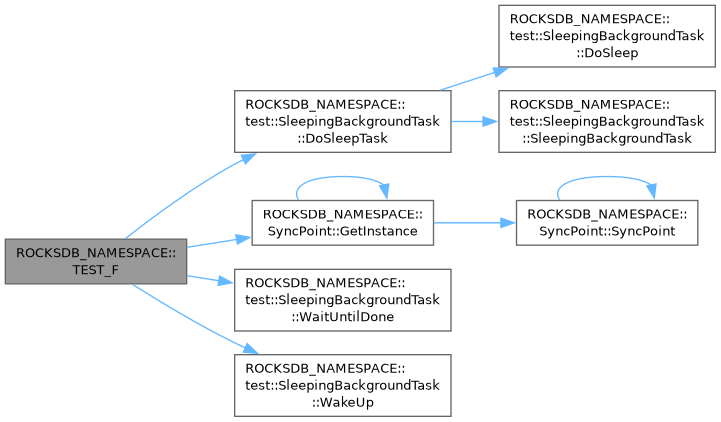 ROCKSDB_NAMESPACE::
TEST_F
ROCKSDB_NAMESPACE::
test::SleepingBackgroundTask
::DoSleepTask
ROCKSDB_NAMESPACE::
test::SleepingBackgroundTask
::DoSleep
ROCKSDB_NAMESPACE::
test::SleepingBackgroundTask
::SleepingBackgroundTask
ROCKSDB_NAMESPACE::
SyncPoint::GetInstance
ROCKSDB_NAMESPACE::
SyncPoint::SyncPoint
ROCKSDB_NAMESPACE::
test::SleepingBackgroundTask
::WaitUntilDone
ROCKSDB_NAMESPACE::
test::SleepingBackgroundTask
::WakeUp